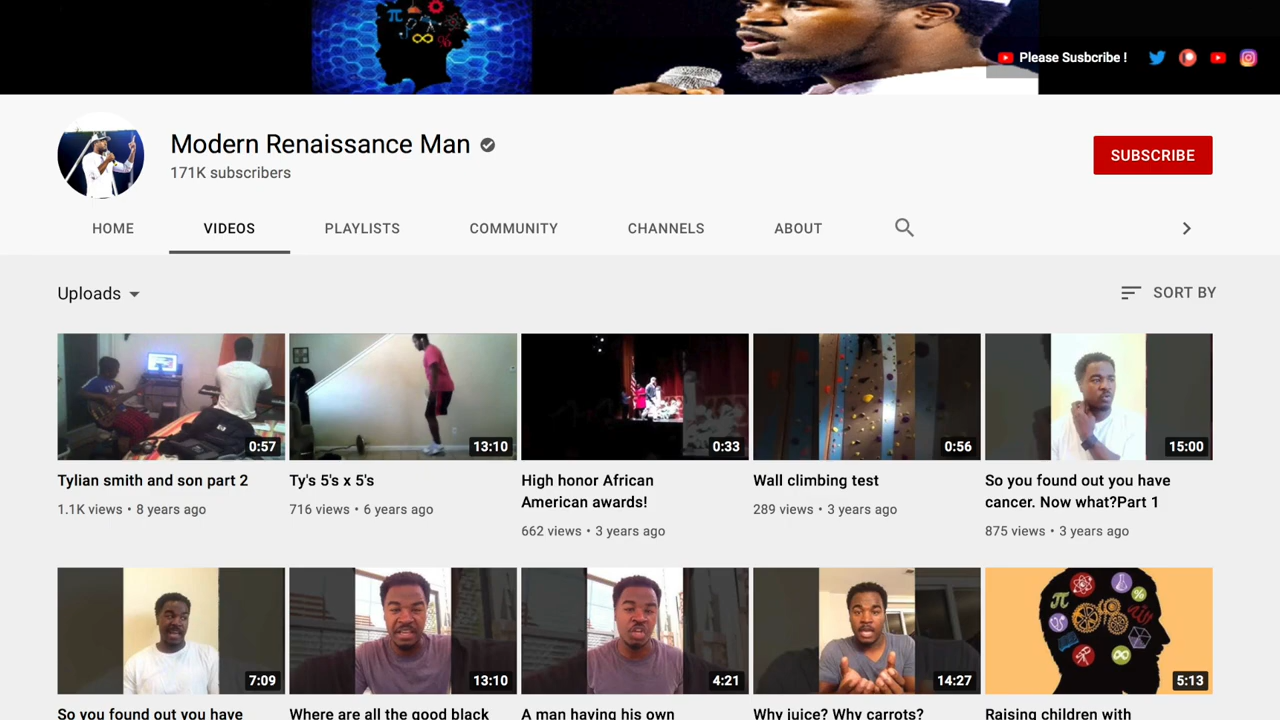 Please Susbcribe !
Modern Renaissance Man
171K subscribers
SUBSCRIBE
HOME
VIDEOS
PLAYLISTS
COMMUNITY
CHANNELS
ABOUT
Uploads
SORT BY
0:57
13:10
0:33
0:56
15:00
Tylian smith and son part 2
1.1K views • 8 years ago
Ty's 5's x 5's
716 views • 6 years ago
High honor African
American awards!
662 views • 3 years ago
Wall climbing test
289 views • 3 years ago
So you found out you have
cancer. Now what?Part 1
875 views • 3 years ago
7:09
13:10
4:21
14:27
5:13
So you found out you have
Where are all the good black
A man having his own
Why juice? Why carrots?
Raising children with